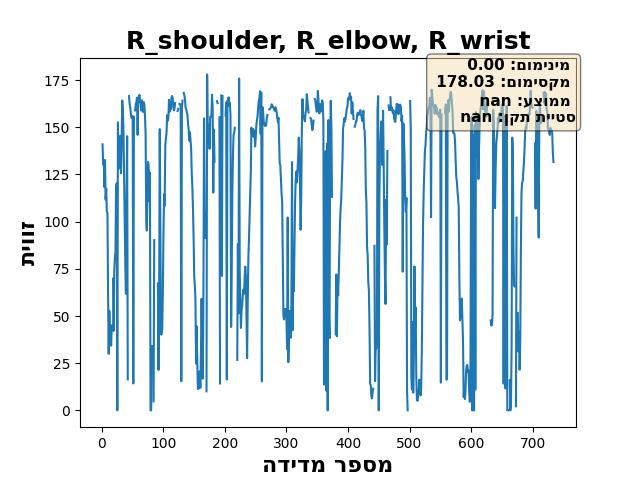 R_shoulder, R_elbow, R_wrist
מינימום: 0.00
מקסימום: 178.03
ממוצע: nan
סטיית תקן: nan
175
150
125
100
75
50
25
0
זווית
0 100 200 300 400 500 600 700
מספר מדידה